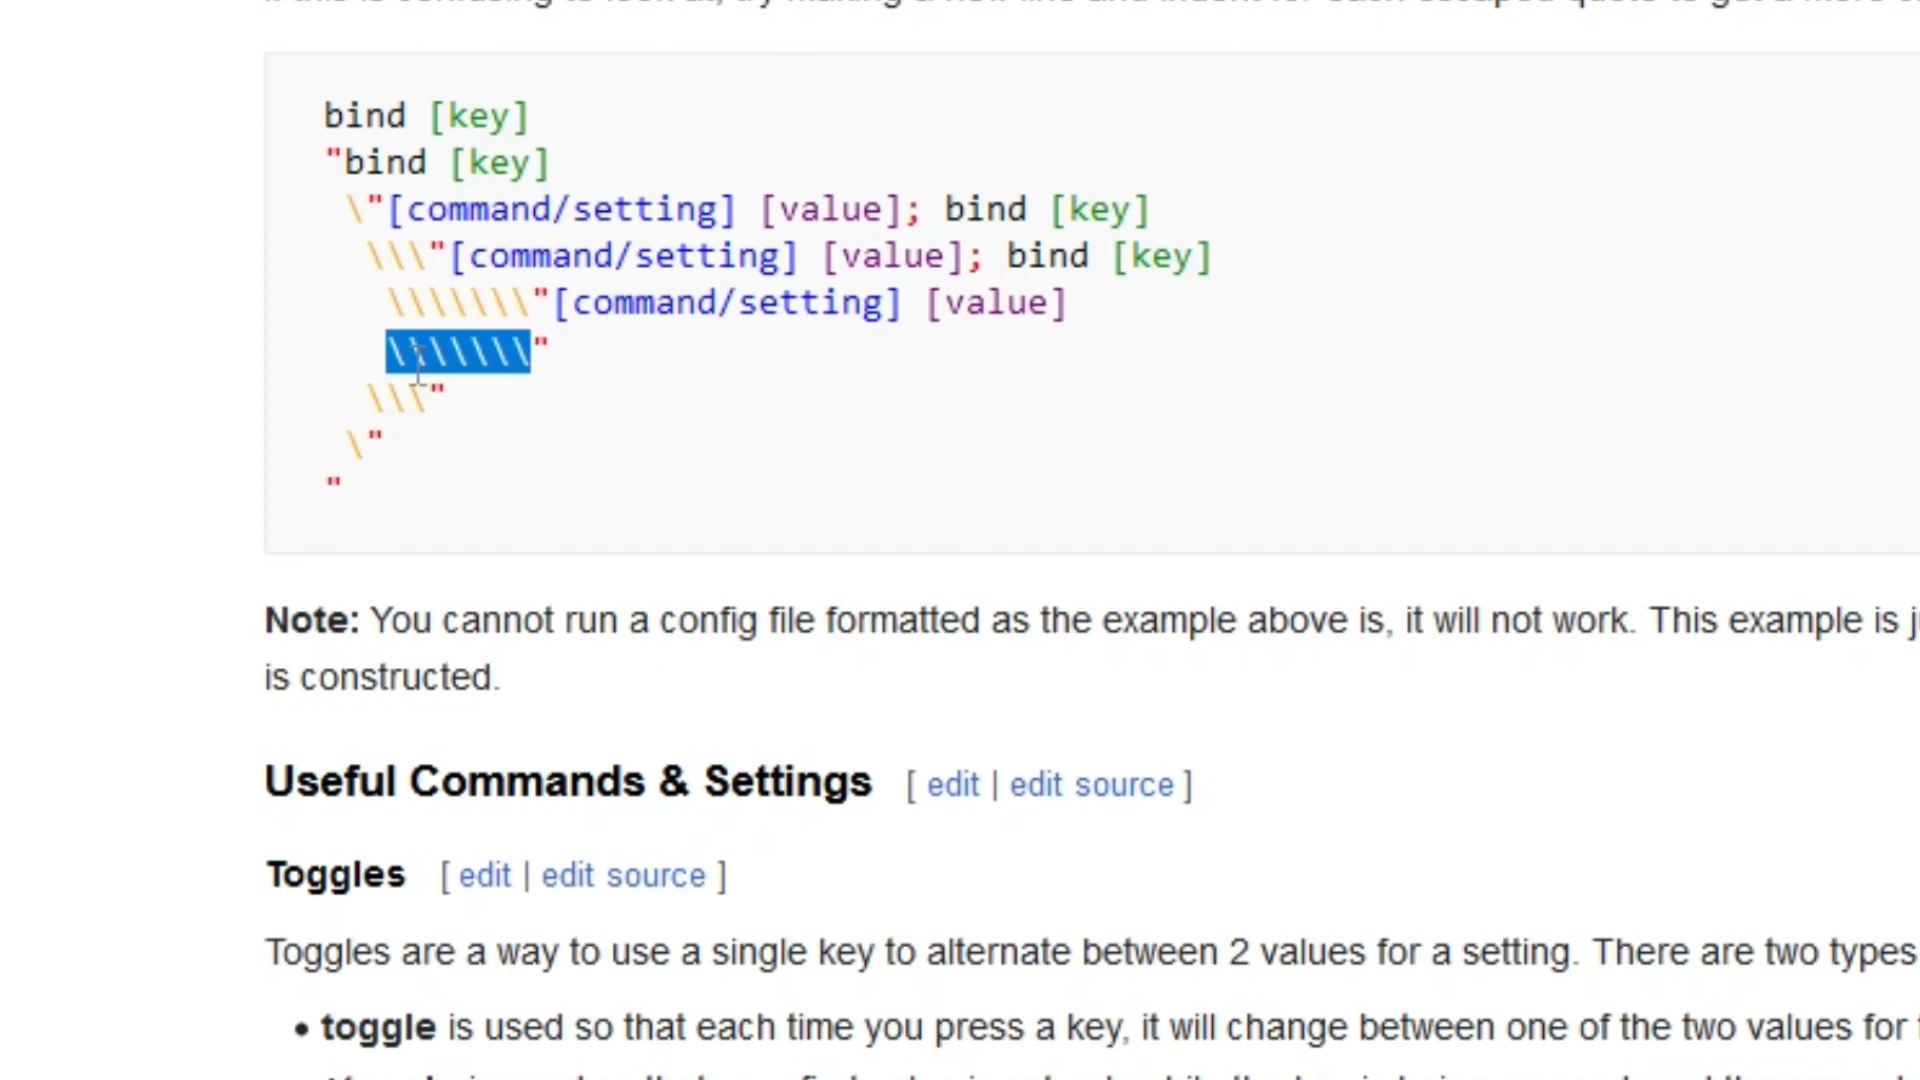 bind [key]
"bind [key]
\"[command/setting] [value]; bind [key]
\\\"[command/setting] [value]; bind [key]
\\\\\\\"[command/setting] [value]
\\\\\\\"
\\\"
\"
"
Note: You cannot run a config file formatted as the example above is, it will not work. This example is
is constructed.
Useful Commands & Settings [ edit | edit source ]
Toggles [ edit | edit source ]
Toggles are a way to use a single key to alternate between 2 values for a setting. There are two types
• toggle is used so that each time you press a key, it will change between one of the two values for